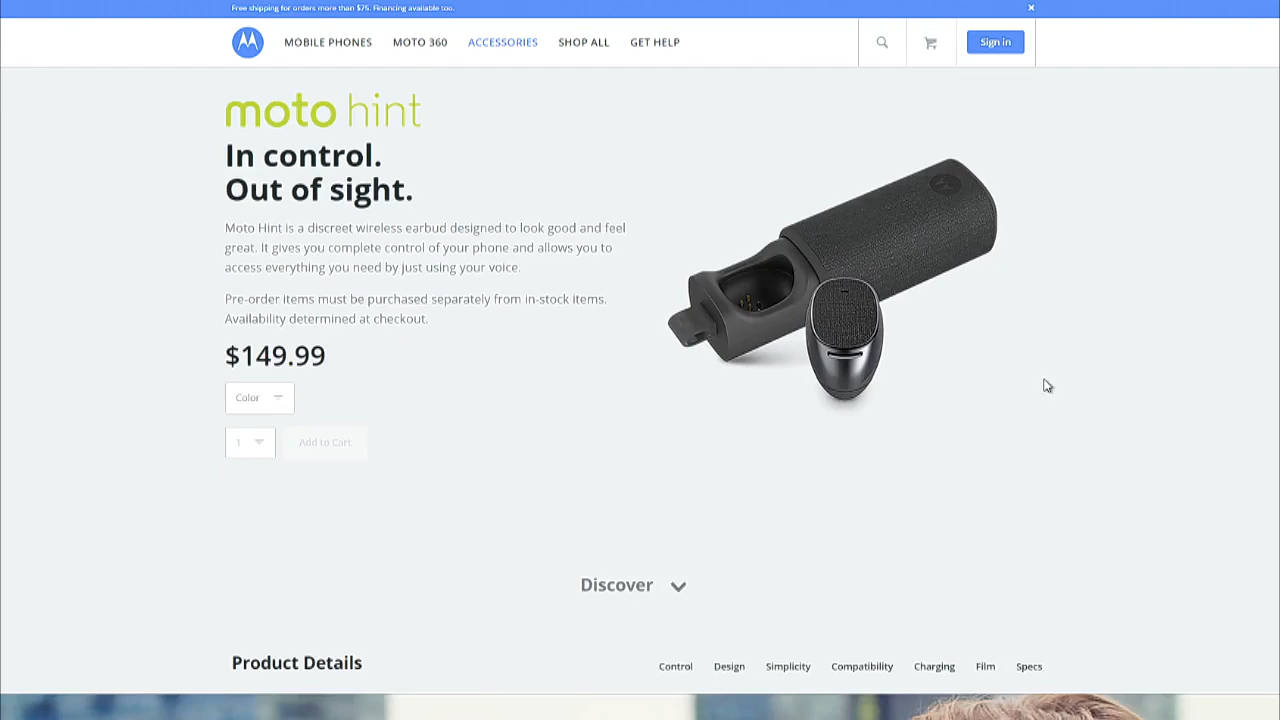 Free shipping for orders more than $75. Financing available too.
MOBILE PHONES MOTO 360 ACCESSORIES SHOP ALL GET HELP Sign in
moto hint
In control.
Out of sight.
Moto Hint is a discreet wireless earbud designed to look good and feel
great. It gives you complete control of your phone and allows you to
access everything you need by just using your voice.
Pre-order items must be purchased separately from in-stock items.
Availability determined at checkout.
$149.99
Color
1 Add to Cart
Discover
Product Details Control Design Simplicity Compatibility Charging Film Specs